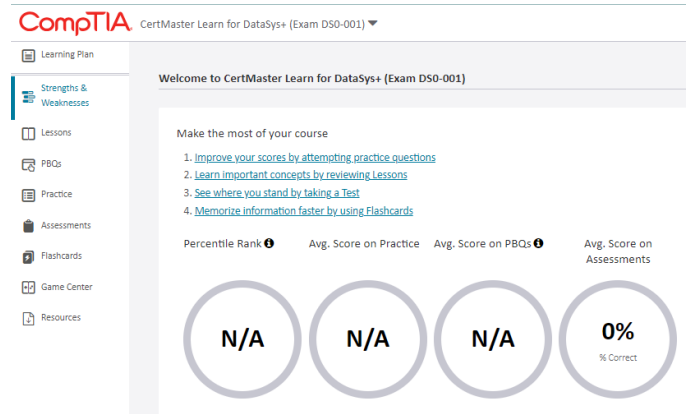 CompTIA. CertMaster Learn for DataSys+ (Exam DS0-001)
Learning Plan
Strengths &
Weaknesses
Lessons
PBQs
Practice
Assessments
Flashcards
Game Center
Resources
Welcome to CertMaster Learn for DataSys+ (Exam DS0-001)
Make the most of your course
1. Improve your scores by attempting practice questions
2. Learn important concepts by reviewing Lessons
3. See where you stand by taking a Test
4. Memorize information faster by using Flashcards
Percentile Rank
N/A
Avg. Score on Practice
N/A
Avg. Score on PBQs
N/A
Avg. Score on
Assessments
0%
% Correct